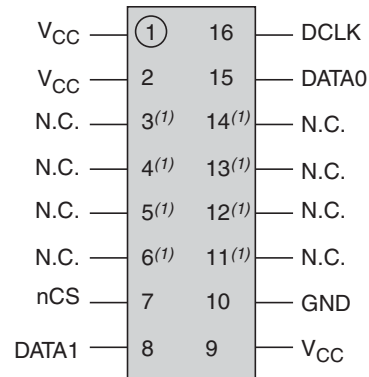 VCC 1 16 DCLK
VCC 2 15 DATA0
N.C. 3(1) 14(1) N.C.
N.C. 4(1) 13(1) N.C.
N.C. 5(1) 12(1) N.C.
N.C. 6(1) 11(1) N.C.
nCS 7 10 GND
DATA1 8 9 VCC